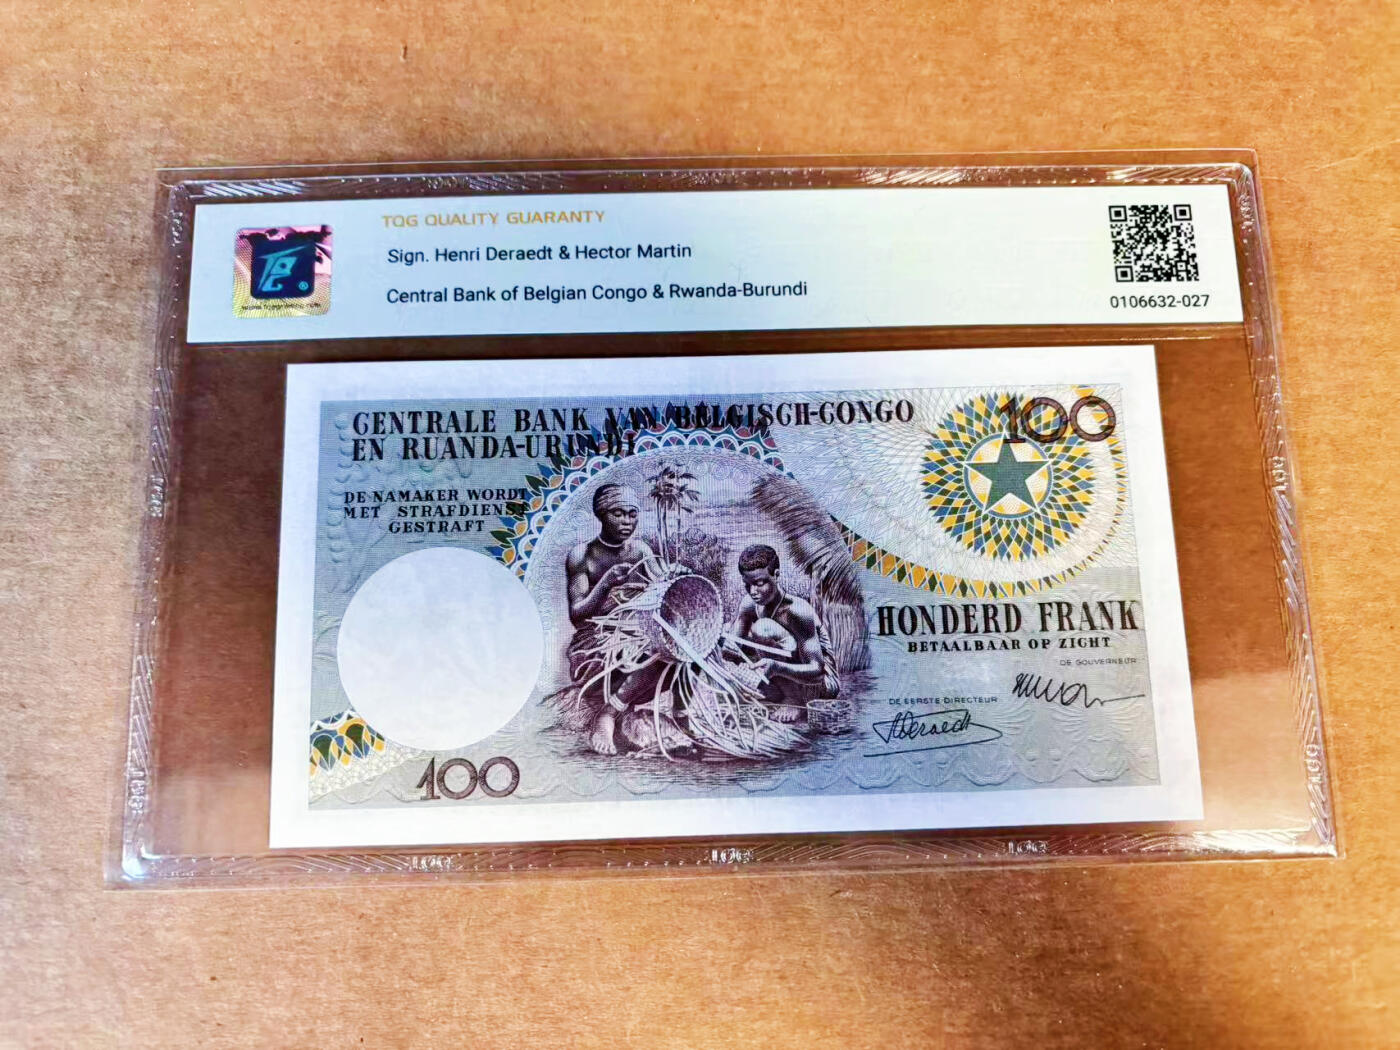 TQG QUALITY GUARANTY
Sign. Henri Deraedt & Hector Martin
Central Bank of Belgian Congo & Rwanda-Burundi
0106632-027
CENTRALE BANK VAN BELGISCH-CONGO
EN RUANDA-URUNDI
100
DE NAMAKER WORDT
MET STRAFDIENST
GESTRAFT
HONDERD FRANK
BETAALBAAR OP ZICHT
DE GOUVERNEUR
DE EERSTE DIRECTEUR
HDeraedt
100